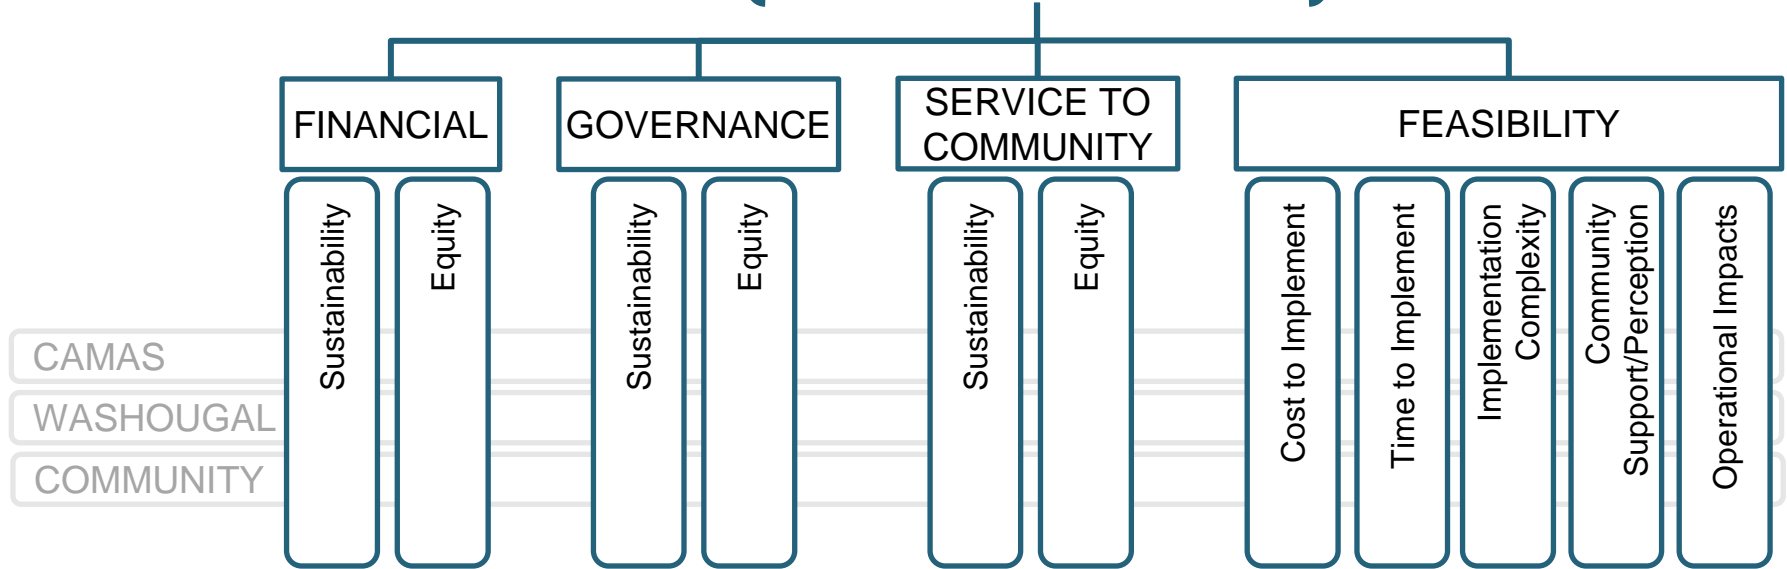 FINANCIAL
GOVERNANCE
SERVICE TO
COMMUNITY
FEASIBILITY
Sustainability
Equity
Sustainability
Equity
Sustainability
Equity
Cost to Implement
Time to Implement
Implementation
Complexity
Community
Support/Perception
Operational Impacts
CAMAS
WASHOUGAL
COMMUNITY